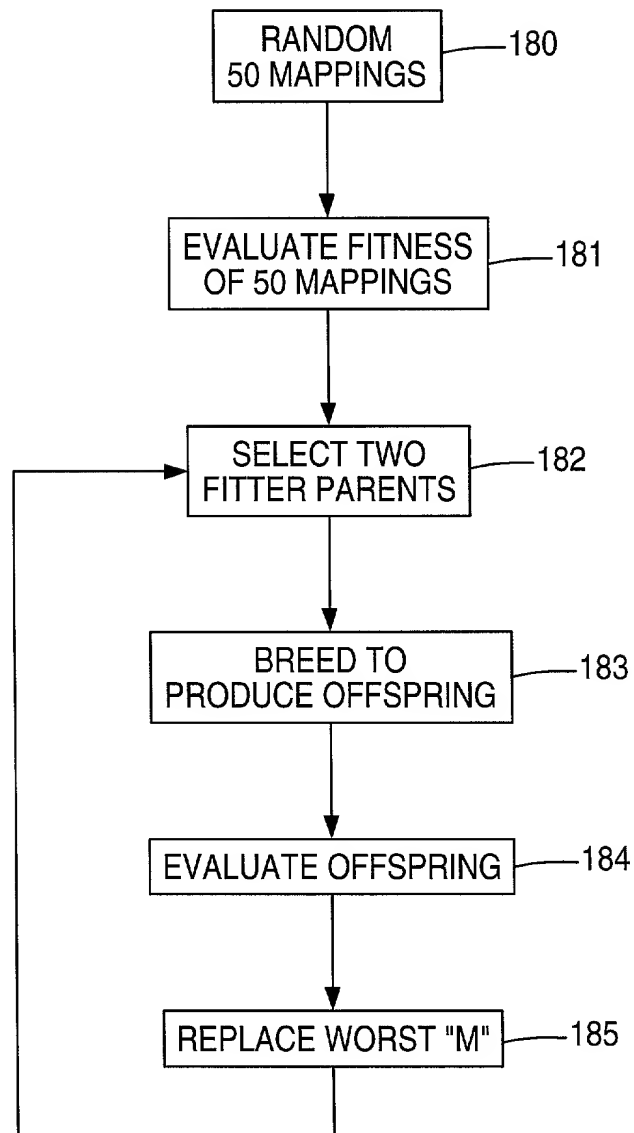 RANDOM
50 MAPPINGS
180
EVALUATE FITNESS
OF 50 MAPPINGS
181
SELECT TWO
FITTER PARENTS
182
BREED TO
PRODUCE OFFSPRING
183
EVALUATE OFFSPRING
184
REPLACE WORST "M"
185